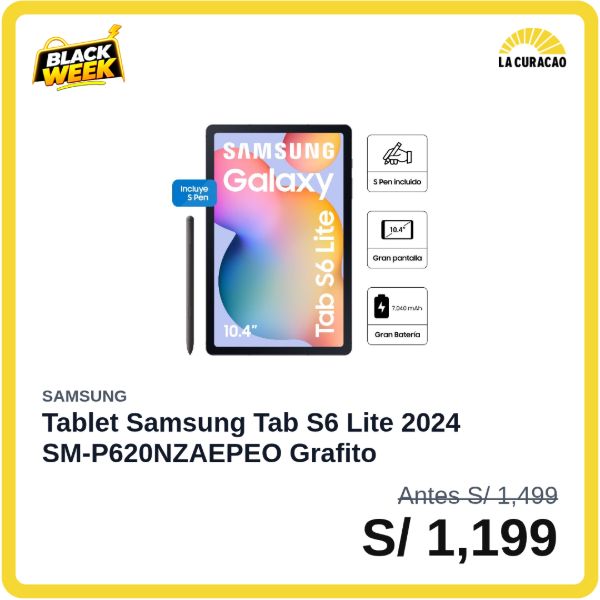 BLACK
WEEK
LA CURACAO
SAMSUNG
Galaxy
Tab S6 Lite
10.4"
Incluye
S Pen
S Pen incluido
10.4"
Gran pantalla
7,040 mAh
Gran Batería
SAMSUNG
Tablet Samsung Tab S6 Lite 2024
SM-P620NZAEPEO Grafito
Antes S/ 1,499
S/ 1,199